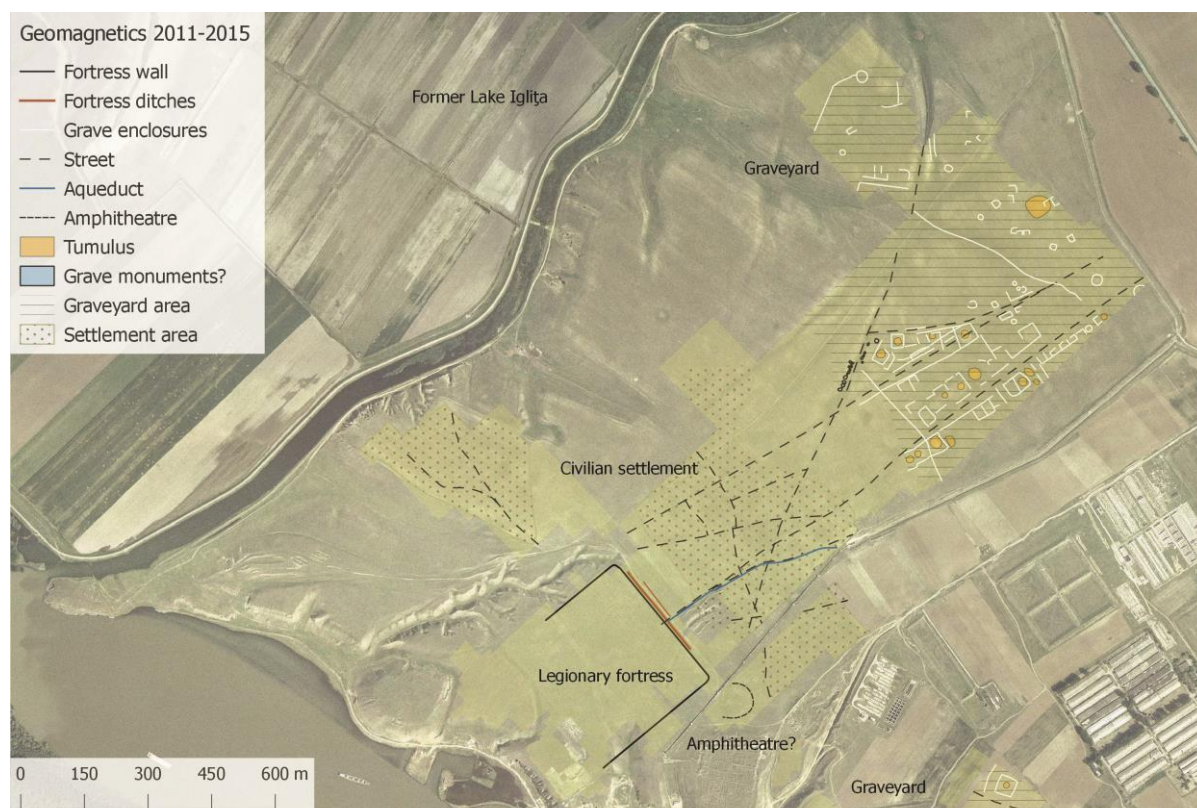 Geomagnetics 2011-2015
Fortress wall
Fortress ditches
Grave enclosures
Street
Aqueduct
Amphitheatre
Tumulus
Grave monuments?
Graveyard area
Settlement area
Former Lake Iglița
Graveyard
Civilian settlement
Legionary fortress
Amphitheatre?
Graveyard
0 150 300 450 600 m